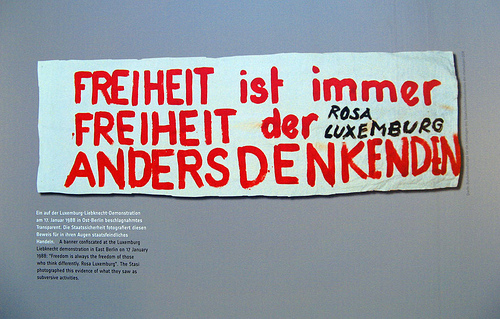 FREIHEIT ist immer
FREIHEIT der ROSA LUXEMBURG
ANDERSDENKENDEN
Ein auf der Luxemburg-Liebknecht-Demonstration
am 17. Januar 1988 in Ost-Berlin beschlagnahmtes
Transparent. Die Staatssicherheit fotografiert diesen
Beweis für in ihren Augen staatsfeindliches
Handeln. A banner confiscated at the Luxemburg
Liebknecht demonstration in East Berlin on 17 January
1988: "Freedom is always the freedom of those
who think differently. Rosa Luxemburg". The Stasi
photographed this evidence of what they saw as
subversive activities.